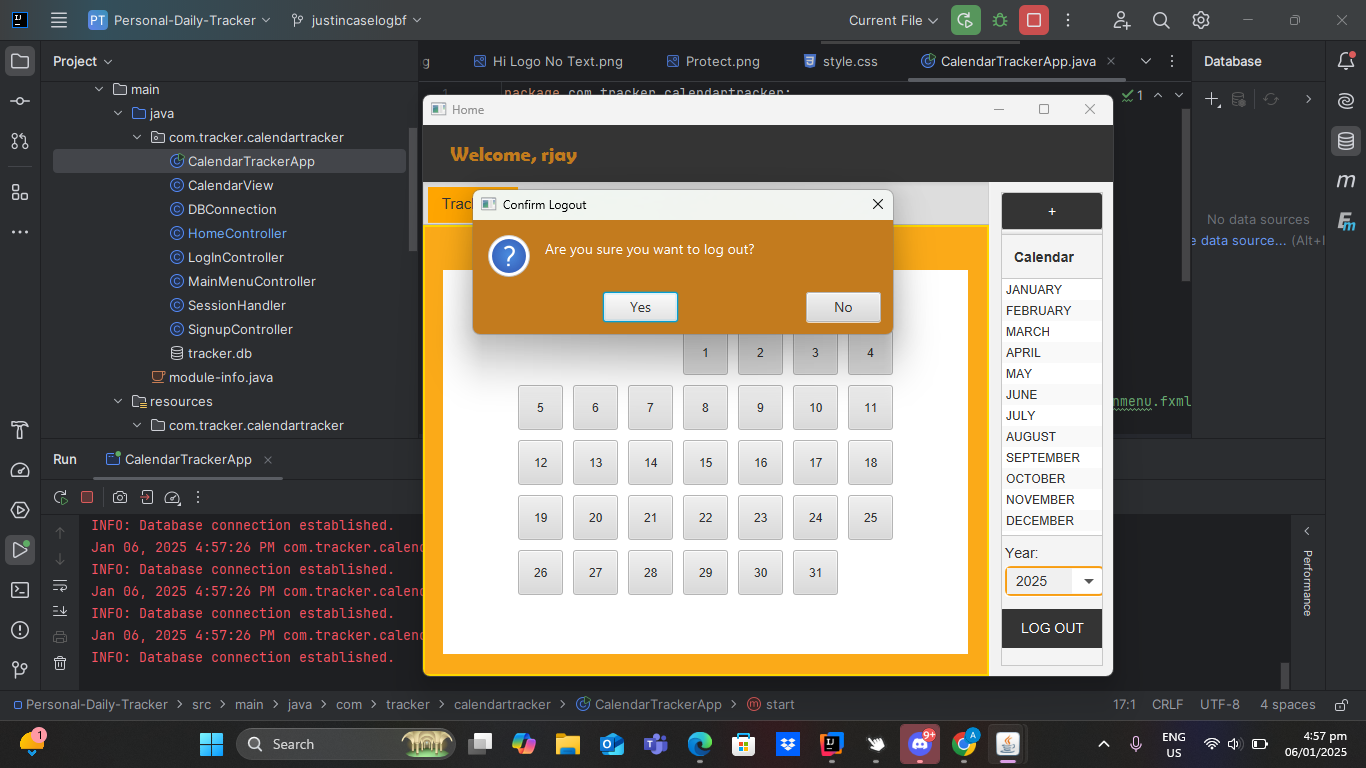 PT Personal-Daily-Tracker justincaselogbf Current File
Project
main
java
com.tracker.calendartracker
CalendarTrackerApp
CalendarView
DBConnection
HomeController
LogInController
MainMenuController
SessionHandler
SignupController
tracker.db
module-info.java
resources
com.tracker.calendartracker
g Hi Logo No Text.png Protect.png style.css CalendarTrackerApp.java
1 package com.tracker.calendartracker;
1
nmenu.fxml
Database
No data sources
e data source... (Alt+I
Home
Welcome, rjay
Confirm Logout
Are you sure you want to log out?
Yes No
1 2 3 4
5 6 7 8 9 10 11
12 13 14 15 16 17 18
19 20 21 22 23 24 25
26 27 28 29 30 31
+
Calendar
JANUARY
FEBRUARY
MARCH
APRIL
MAY
JUNE
JULY
AUGUST
SEPTEMBER
OCTOBER
NOVEMBER
DECEMBER
Year:
2025
LOG OUT
Run CalendarTrackerApp
INFO: Database connection established.
Jan 06, 2025 4:57:26 PM com.tracker.calend
INFO: Database connection established.
Jan 06, 2025 4:57:26 PM com.tracker.calend
INFO: Database connection established.
Jan 06, 2025 4:57:26 PM com.tracker.calend
INFO: Database connection established.
Performance
Personal-Daily-Tracker src main java com tracker calendartracker CalendarTrackerApp start
17:1 CRLF UTF-8 4 spaces
1
Search
9+
A
ENG
US
4:57 pm
06/01/2025